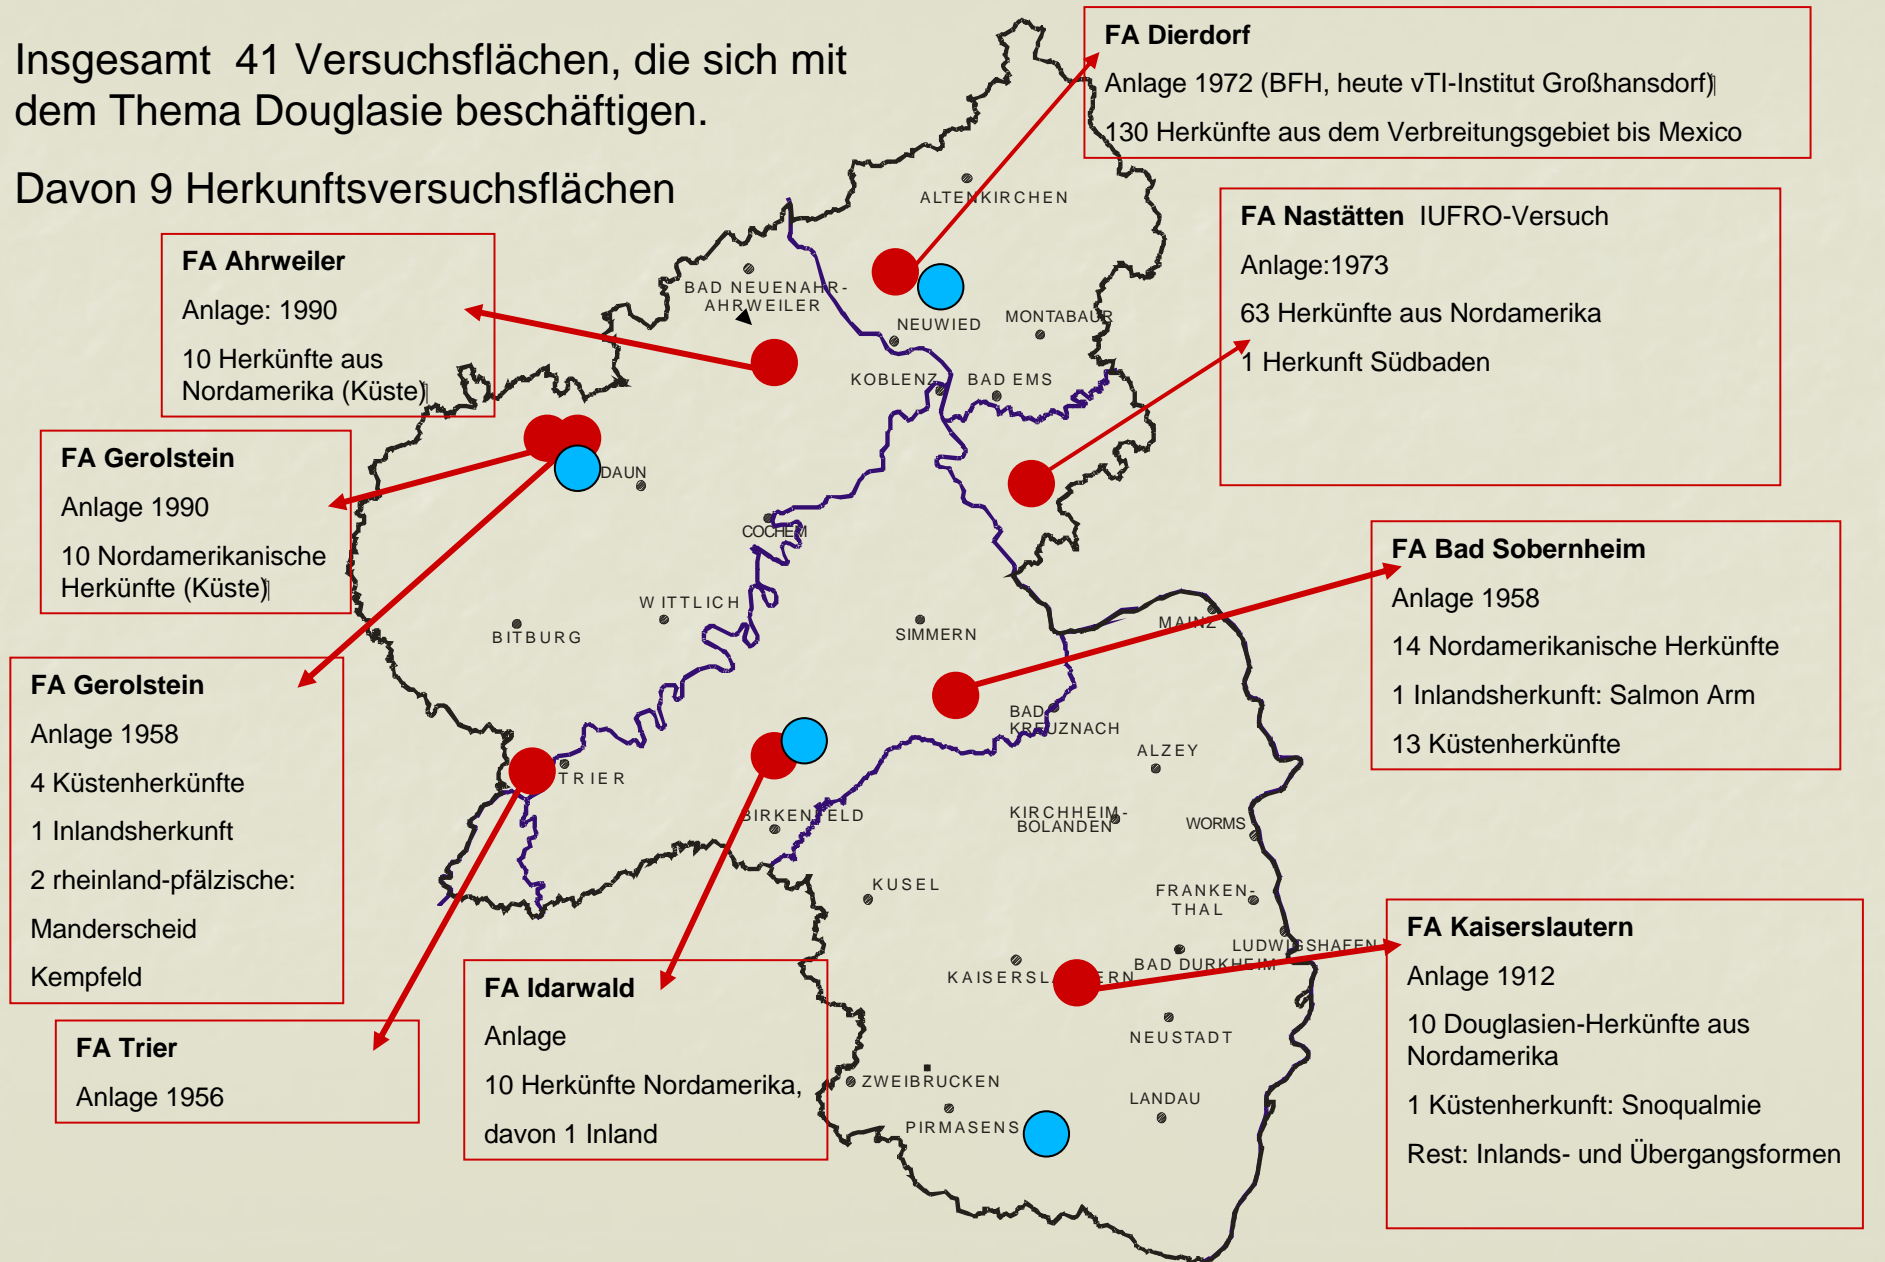 Insgesamt 41 Versuchsflächen, die sich mit
dem Thema Douglasie beschäftigen.
Davon 9 Herkunftsversuchsflächen
FA Dierdorf
Anlage 1972 (BFH, heute vTI-Institut Großhansdorf)
130 Herkünfte aus dem Verbreitungsgebiet bis Mexico
FA Nastätten IUFRO-Versuch
Anlage:1973
63 Herkünfte aus Nordamerika
1 Herkunft Südbaden
FA Ahrweiler
Anlage: 1990
10 Herkünfte aus
Nordamerika (Küste)
FA Gerolstein
Anlage 1990
10 Nordamerikanische
Herkünfte (Küste)
FA Gerolstein
Anlage 1958
4 Küstenherkünfte
1 Inlandsherkunft
2 rheinland-pfälzische:
Manderscheid
Kempfeld
FA Trier
Anlage 1956
FA Idarwald
Anlage
10 Herkünfte Nordamerika,
davon 1 Inland
FA Bad Sobernheim
Anlage 1958
14 Nordamerikanische Herkünfte
1 Inlandsherkunft: Salmon Arm
13 Küstenherkünfte
FA Kaiserslautern
Anlage 1912
10 Douglasien-Herkünfte aus
Nordamerika
1 Küstenherkunft: Snoqualmie
Rest: Inlands- und Übergangsformen
ALTENKIRCHEN
BAD NEUENAHR-
AHRWEILER
NEUWIED
MONTABAUR
KOBLENZ
BAD EMS
DAUN
COCHEM
WITTLICH
BITBURG
SIMMERN
MAINZ
BAD
KREUZNACH
ALZEY
TRIER
BIRKENFELD
KIRCHHEIM-
BOLANDEN
WORMS
KUSEL
FRANKEN-
THAL
LUDWIGSHAFEN
BAD DURKHEIM
NEUSTADT
ZWEIBRUCKEN
LANDAU
PIRMASENS